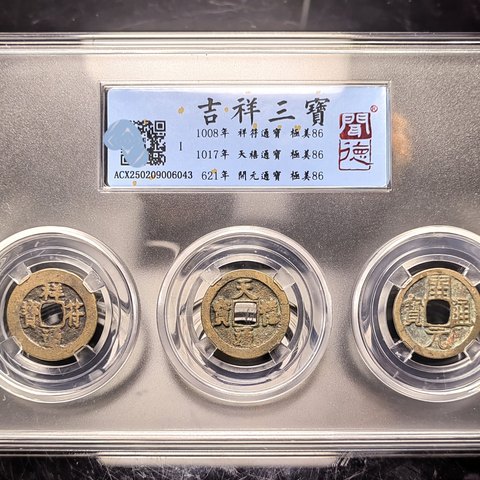 吉祥三寶
1008年 祥符通寶 極美86
I
1017年 天禧通寶 極美86
ACX250209006043
621年 開元通寶 極美86
聞德
®
祥符通寶
天禧通寶
開元通寶